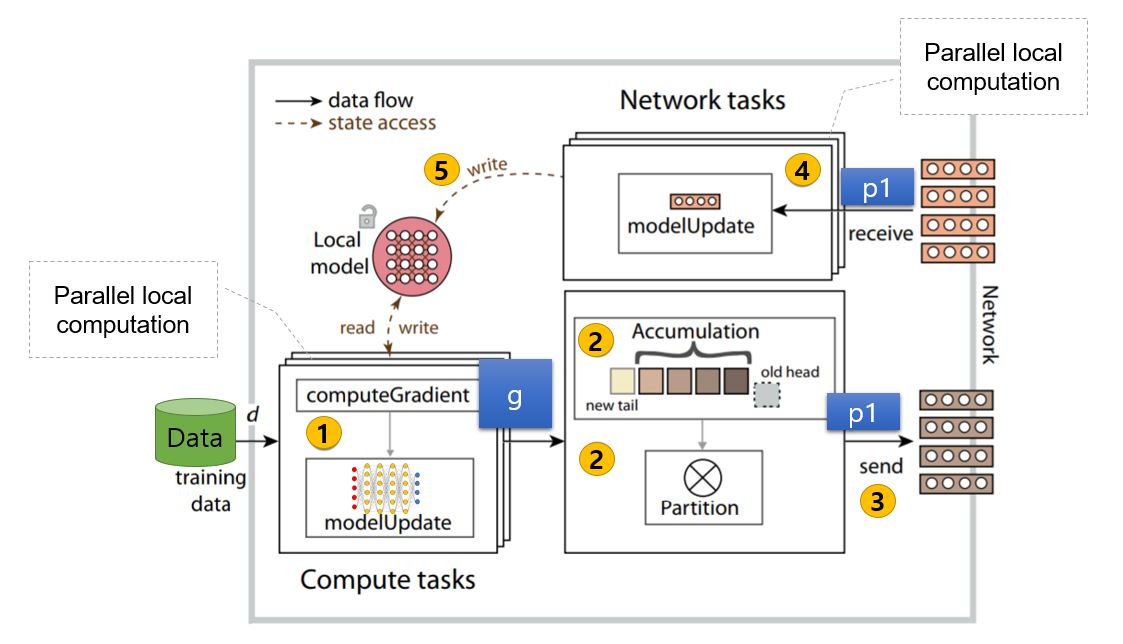 Parallel local
computation
data flow
state access
Network tasks
5
write
4
p1
modelUpdate
receive
Local
model
Parallel local
computation
read
write
Network
2
Accumulation
old head
new tail
computeGradient
g
p1
d
Data
1
2
training
data
send
3
modelUpdate
Partition
Compute tasks